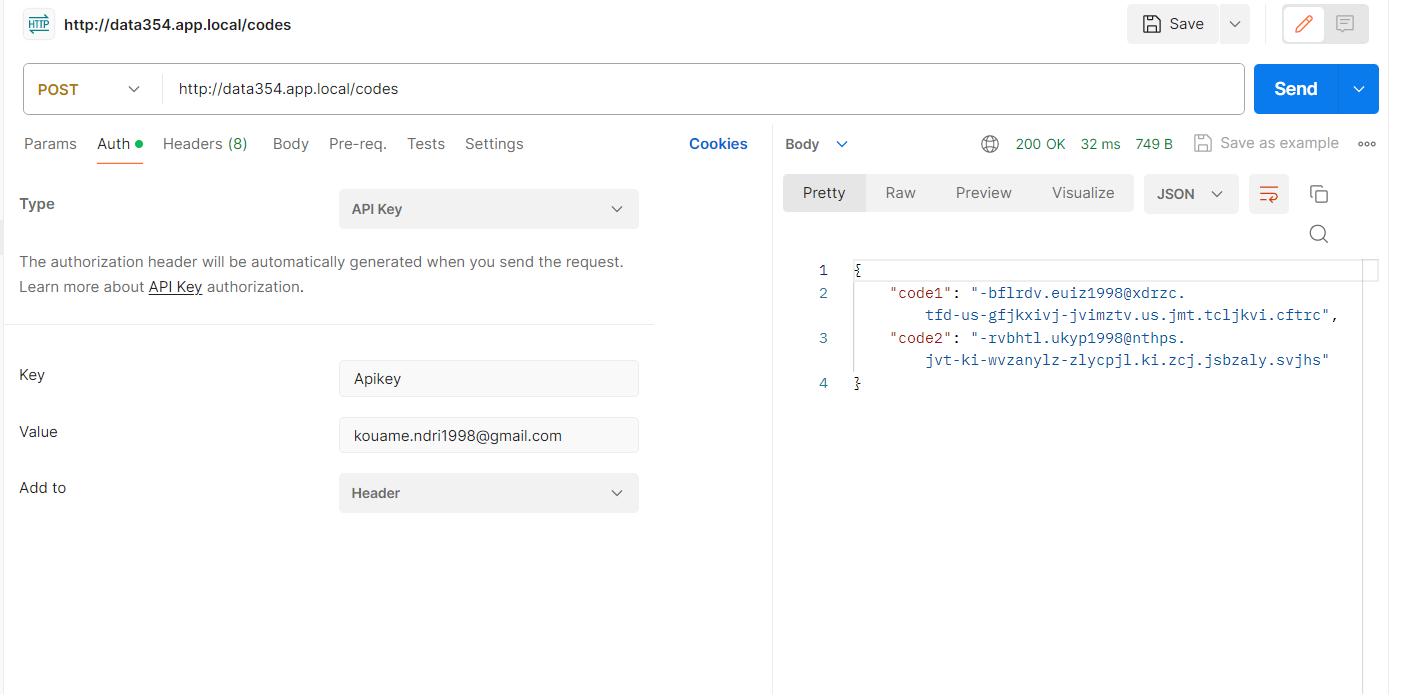 HTTP http://data354.app.local/codes
Save
POST http://data354.app.local/codes
Send
Params Auth Headers (8) Body Pre-req. Tests Settings Cookies
Type
API Key
The authorization header will be automatically generated when you send the request.
Learn more about API Key authorization.
Key
Apikey
Value
kouame.ndri1998@gmail.com
Add to
Header
Body
200 OK 32 ms 749 B Save as example
Pretty Raw Preview Visualize JSON
1 {
2 "code1": "-bflrdv.euiz1998@xdrzc.
tfd-us-gfjkxivj-jvimztv.us.jmt.tcljkvi.cftrc",
3 "code2": "-rvbhtl.ukyp1998@nthps.
jvt-ki-wvzanylz-zlycpjl.ki.zcj.jsbzaly.svjhs"
4 }